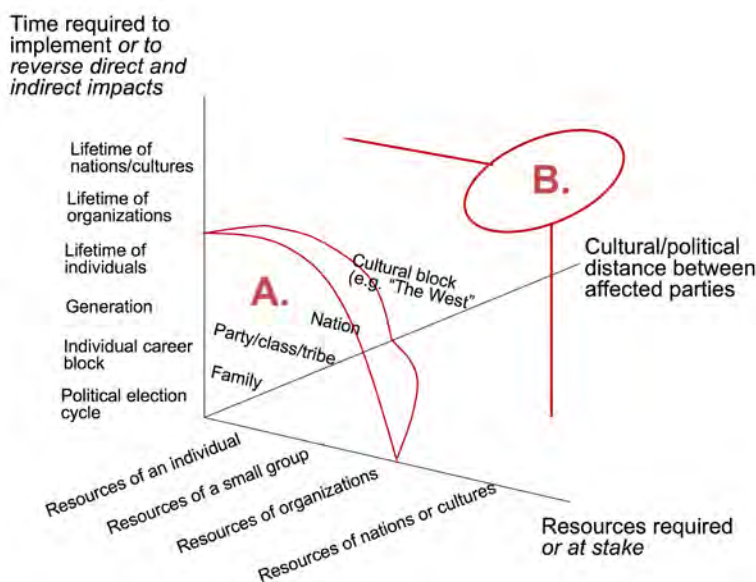 Time required to
implement or to
reverse direct and
indirect impacts
Lifetime of
nations/cultures
Lifetime of
organizations
Lifetime of
individuals
Generation
Individual career
block
Political election
cycle
A.
B.
Cultural block
(e.g. “The West”
Nation
Party/class/tribe
Family
Cultural/political
distance between
affected parties
Resources of an individual
Resources of a small group
Resources of organizations
Resources of nations or cultures
Resources required
or at stake